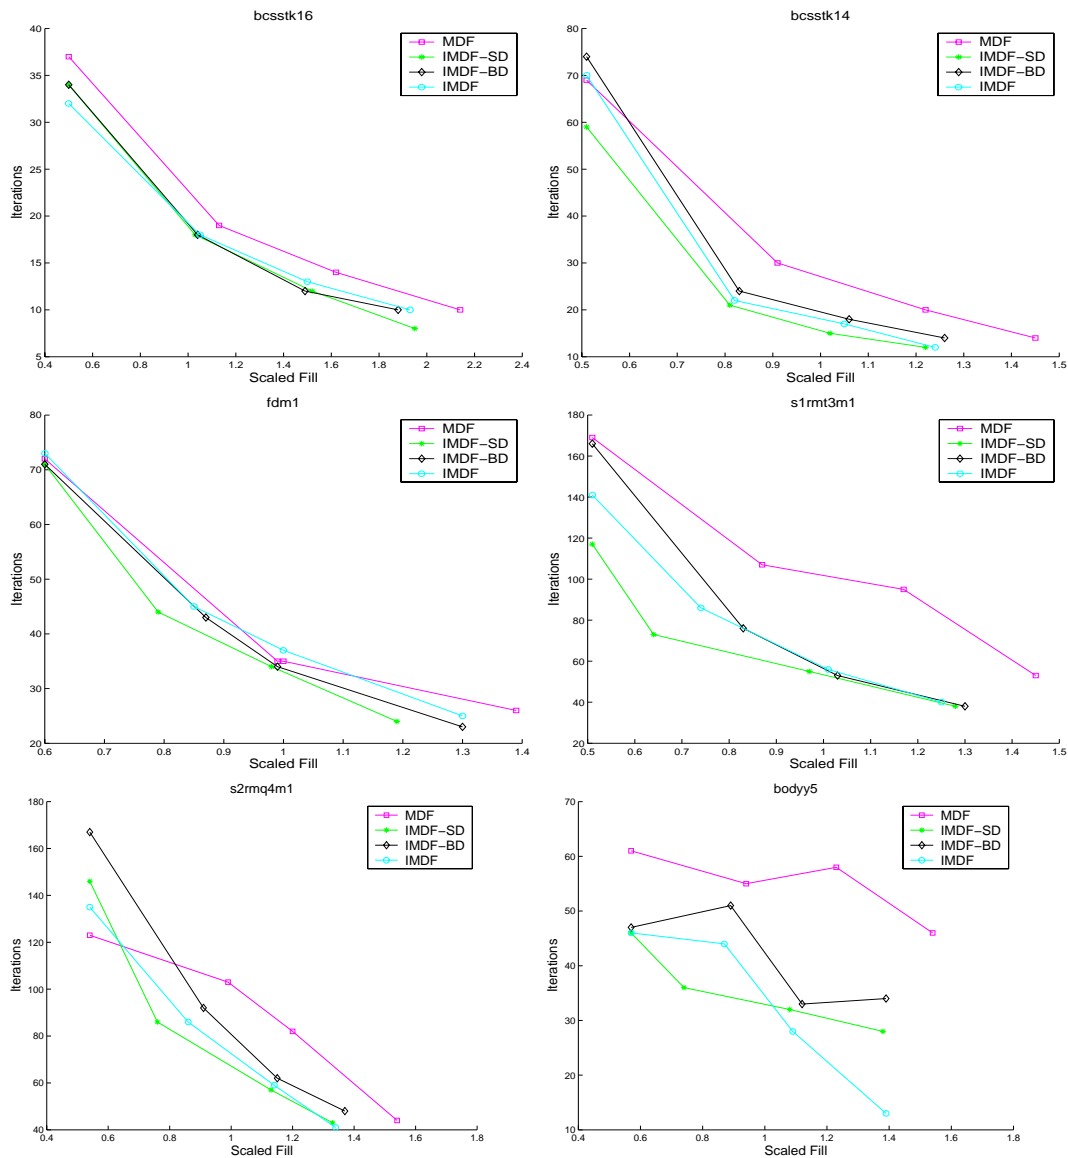 bcsstk16
40
35
30
25
20
15
10
5
Iterations
0.4 0.6 0.8 1 1.2 1.4 1.6 1.8 2 2.2 2.4
Scaled Fill
MDF
IMDF−SD
IMDF−BD
IMDF
bcsstk14
80
70
60
50
40
30
20
10
Iterations
0.5 0.6 0.7 0.8 0.9 1 1.1 1.2 1.3 1.4 1.5
Scaled Fill
MDF
IMDF−SD
IMDF−BD
IMDF
fdm1
80
70
60
50
40
30
20
Iterations
0.6 0.7 0.8 0.9 1 1.1 1.2 1.3 1.4
Scaled Fill
MDF
IMDF−SD
IMDF−BD
IMDF
s1rmt3m1
180
160
140
120
100
80
60
40
20
Iterations
0.5 0.6 0.7 0.8 0.9 1 1.1 1.2 1.3 1.4 1.5
Scaled Fill
MDF
IMDF−SD
IMDF−BD
IMDF
s2rmq4m1
180
160
140
120
100
80
60
40
Iterations
0.4 0.6 0.8 1 1.2 1.4 1.6 1.8
Scaled Fill
MDF
IMDF−SD
IMDF−BD
IMDF
bodyy5
70
60
50
40
30
20
10
Iterations
0.4 0.6 0.8 1 1.2 1.4 1.6 1.8
Scaled Fill
MDF
IMDF−SD
IMDF−BD
IMDF